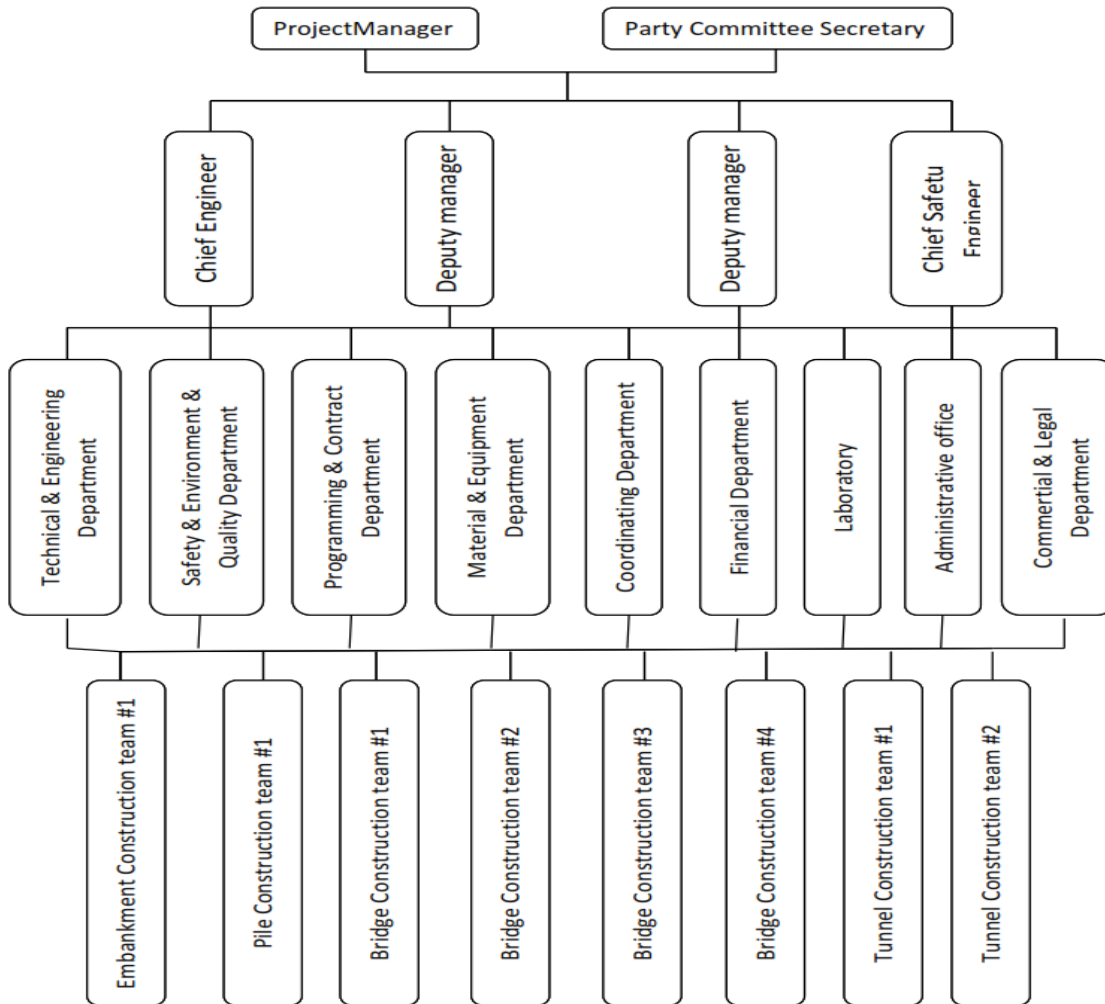 ProjectManager
Party Committee Secretary
Chief Engineer
Deputy manager
Deputy manager
Chief Safetu
Engineer
Technical & Engineering
Department
Safety & Environment &
Quality Department
Programming & Contract
Department
Material & Equipment
Department
Coordinating Department
Financial Department
Laboratory
Administrative office
Commertial & Legal
Department
Embankment Construction team #1
Pile Construction team #1
Bridge Construction team #1
Bridge Construction team #2
Bridge Construction team #3
Bridge Construction team #4
Tunnel Construction team #1
Tunnel Construction team #2